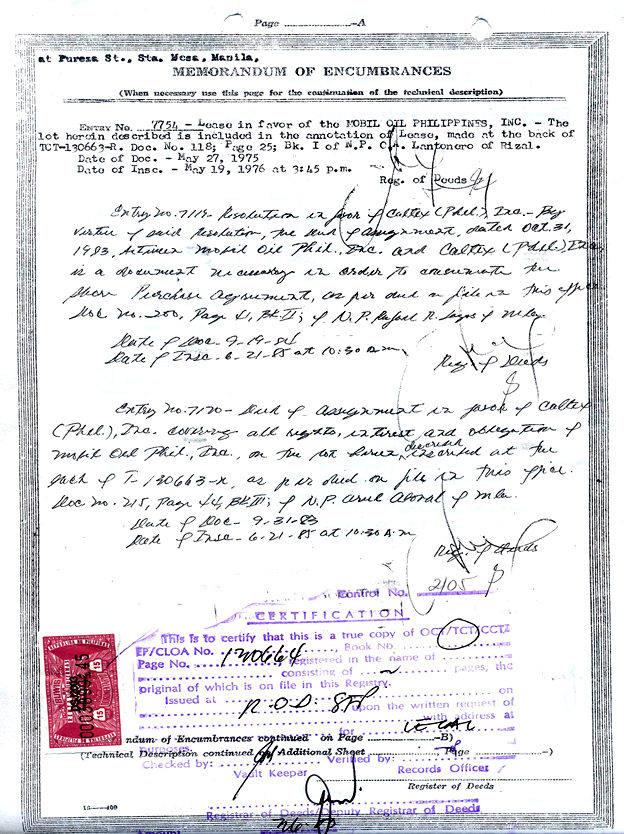 Page ....................—A
at Pureza St., Sta. Mesa, Manila,
MEMORANDUM OF ENCUMBRANCES
(When necessary use this page for the continuation of the technical description)
ENTRY No. 7754 - Lease in favor of the MOBIL OIL PHILIPPINES, INC. - The
lot herein described is included in the annotation of Lease, made at the back of
TCT-130663-R. Doc. No. 118; Page 25; Bk. I of N.P. C.A. Lantonero of Rizal.
Date of Doc. - May 27, 1975
Date of Insc. - May 19, 1976 at 3:45 p.m.
Reg. of Deeds
Entry No. 7119 - Resolution in favor of Caltex (Phil.), Inc. - By
virtue of said Resolution, the deed of assignment, dated Oct. 31,
1983, between Mobil Oil Phil., Inc. and Caltex (Phil.), Inc.
is a document necessary in order to consummate the
Share Purchase Agreement, as per deed on file in this office
Doc no. 200, Page 41, Bk. II; of N.P. Rafael R. of Mla.
Date of Doc - 9-19-84
Date of Insc - 6-21-85 at 10:30 a.m.
Reg. of Deeds
Entry No. 7120 - Deed of assignment in favor of Caltex
(Phil.), Inc. covering all rights, interest and obligation of
Mobil Oil Phil., Inc., on the lot herein described inscribed at the
back of T-130663-R, as per deed on file in this office.
Doc no. 215, Page 44, Bk III; of N.P. of Mla.
Date of Doc - 9-31-83
Date of Insc - 6-21-85 at 10:30 a.m
Reg. of Deeds
Control No. 2105
CERTIFICATION
This is to certify that this is a true copy of OCT/TCT/CCT/
EP/CLOA No. ........................, Book No. ............
Page No. 120664 registered in the name of ............
consisting of ............ pages, the
original of which is on file in this Registry.
Issued at ........................ on
R.O.D. SFP upon the written request of
with address at
for LEGAL
ndum of Encumbrances continued on Page ............—B)
purposes.
(Technical Description continued on Additional Sheet ............ Page ............—)
Checked by: Verified by:
Vault Keeper Records Officer
Register of Deeds
Registrar of Deeds/Deputy Registrar of Deeds
15
15